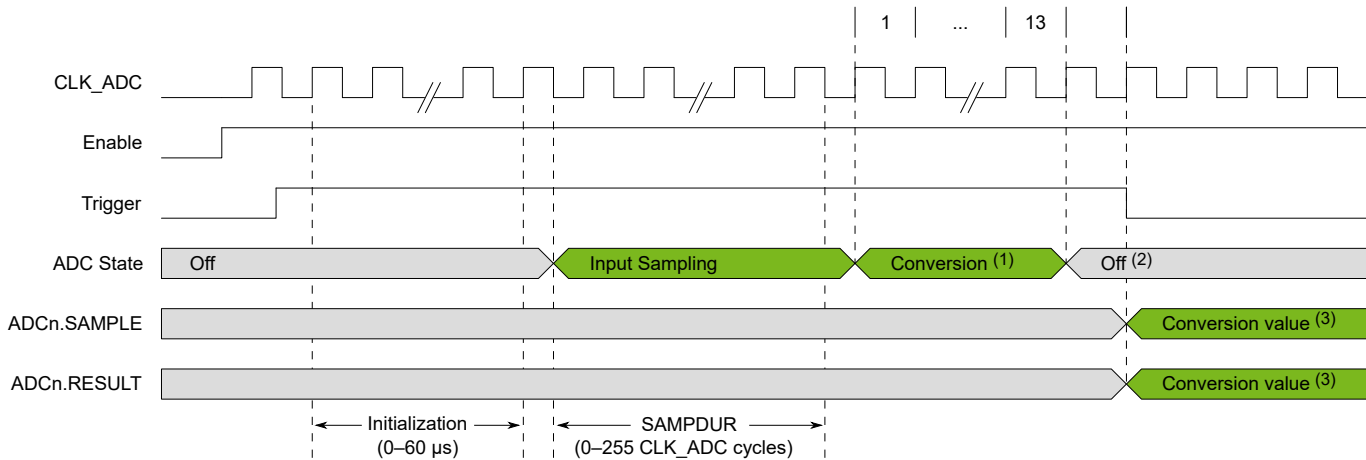 1 ... 13
CLK_ADC
Enable
Trigger
ADC State Off Input Sampling Conversion (1) Off (2)
ADCn.SAMPLE Conversion value (3)
ADCn.RESULT Conversion value (3)
Initialization SAMPDUR
(0–60 µs) (0–255 CLK_ADC cycles)